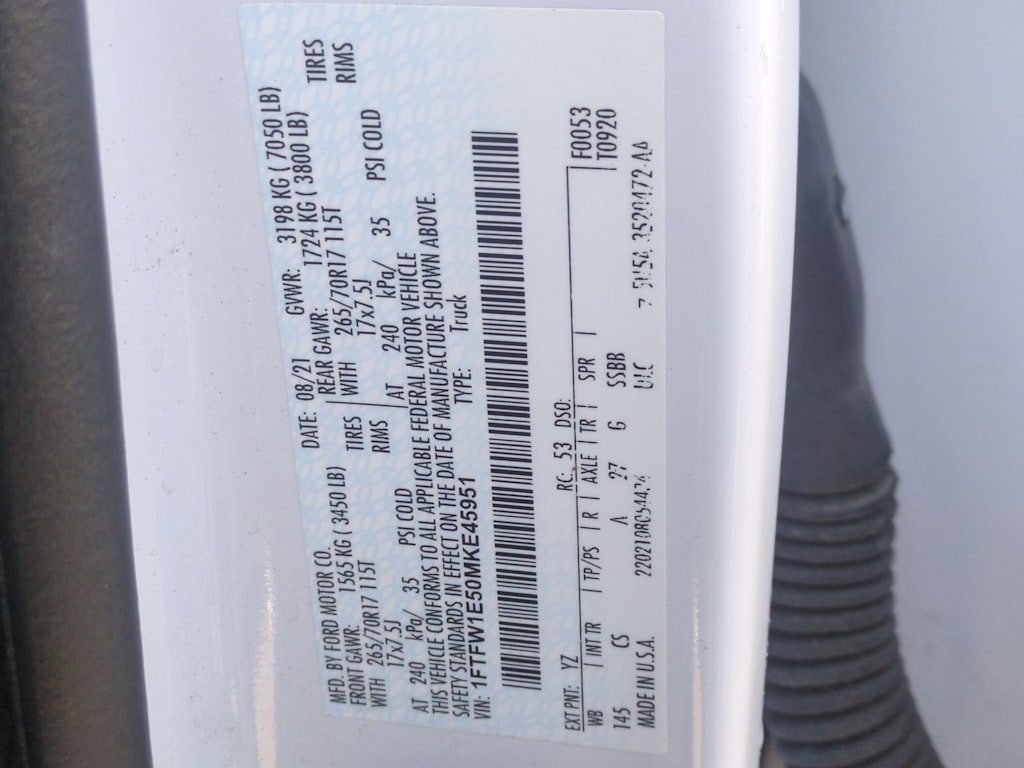 MFD. BY FORD MOTOR CO. DATE: 08/21 GVWR: 3198 KG ( 7050 LB)
FRONT GAWR: 1565 KG ( 3450 LB) REAR GAWR: 1724 KG ( 3800 LB)
WITH 265/70R17 115T TIRES WITH 265/70R17 115T TIRES
17x7.5J RIMS 17x7.5J RIMS
AT 240 kPa/ 35 PSI COLD AT 240 kPa/ 35 PSI COLD
THIS VEHICLE CONFORMS TO ALL APPLICABLE FEDERAL MOTOR VEHICLE
SAFETY STANDARDS IN EFFECT ON THE DATE OF MANUFACTURE SHOWN ABOVE.
VIN: 1FTFW1E50MKE45951 TYPE: Truck
EXT PNT: YZ RC: 53 DSO: F0053
WB | INT TR | TP/PS | R | AXLE | TR | SPR | T0920
145 CS A 27 G SSBB
MADE IN U.S.A.